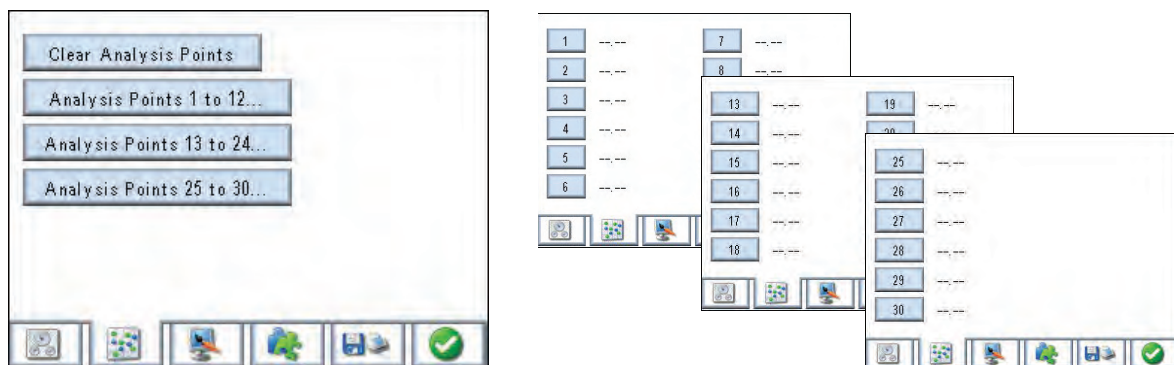 Clear Analysis Points
Analysis Points 1 to 12...
Analysis Points 13 to 24...
Analysis Points 25 to 30...
1 --.-- 7 --.--
2 --.-- 8 --.--
3 --.--
4 --.--
5 --.--
6 --.--
13 --.-- 19 --.--
14 --.--
15 --.--
16 --.--
17 --.--
18 --.--
25 --.--
26 --.--
27 --.--
28 --.--
29 --.--
30 --.--